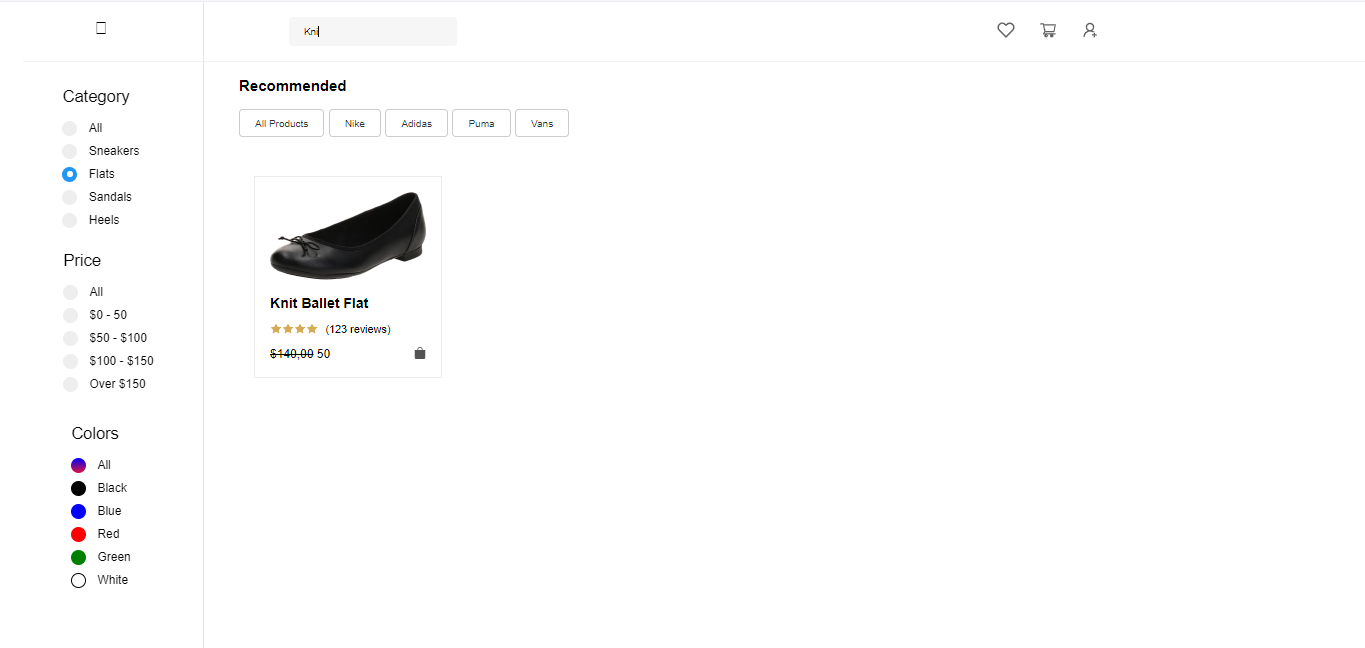 Kni
Category
All
Sneakers
Flats
Sandals
Heels
Price
All
$0 - 50
$50 - $100
$100 - $150
Over $150
Colors
All
Black
Blue
Red
Green
White
Recommended
All Products Nike Adidas Puma Vans
Knit Ballet Flat
(123 reviews)
$140,00 50